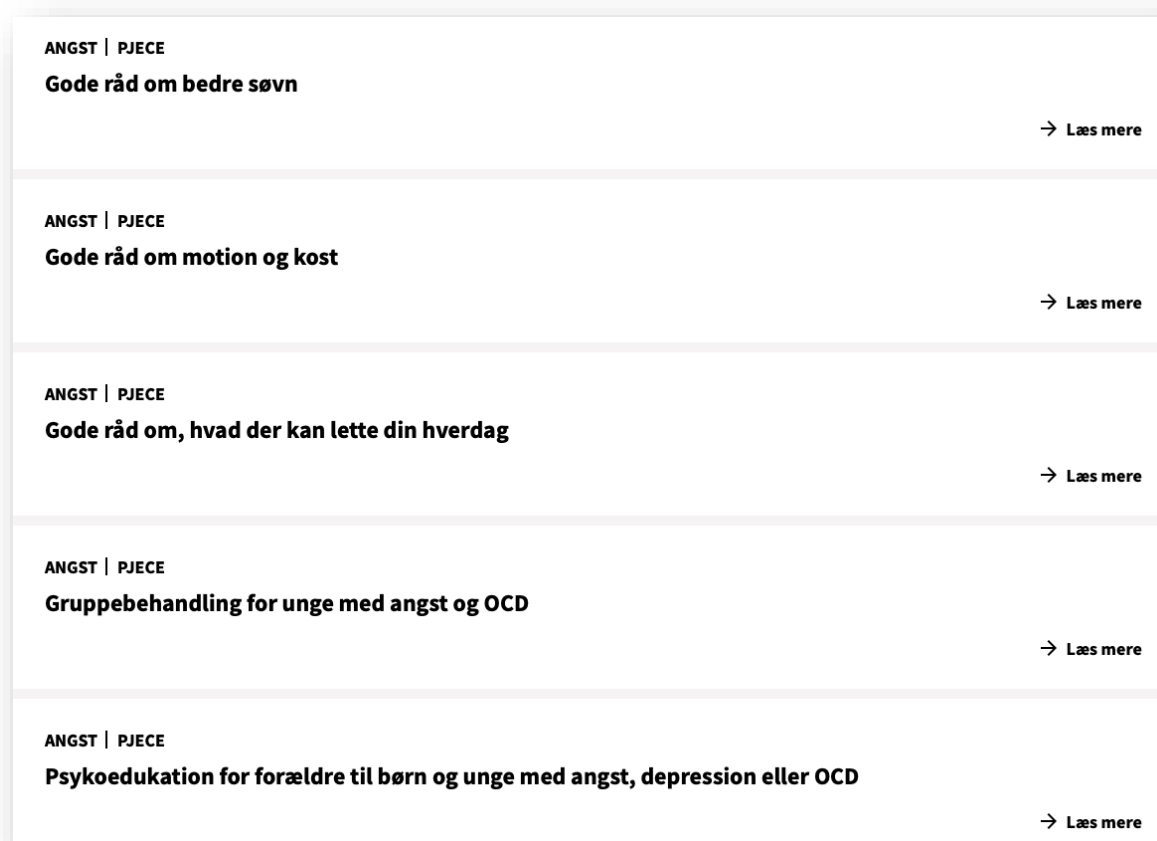 ANGST | PJECE
Gode råd om bedre søvn
→ Læs mere
ANGST | PJECE
Gode råd om motion og kost
→ Læs mere
ANGST | PJECE
Gode råd om, hvad der kan lette din hverdag
→ Læs mere
ANGST | PJECE
Gruppebehandling for unge med angst og OCD
→ Læs mere
ANGST | PJECE
Psykoedukation for forældre til børn og unge med angst, depression eller OCD
→ Læs mere